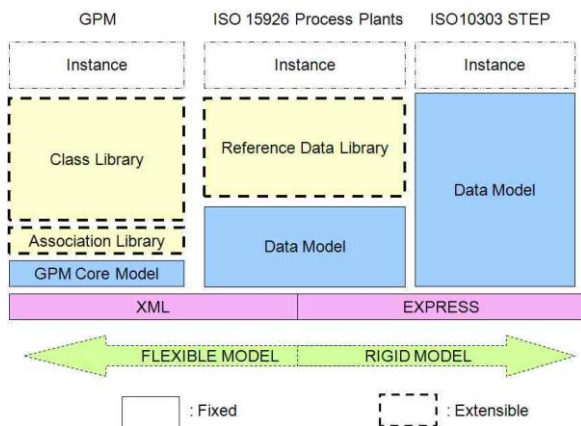 GPM ISO 15926 Process Plants ISO10303 STEP
Instance Instance Instance
Class Library Reference Data Library
Data Model
Association Library Data Model
GPM Core Model
XML EXPRESS
FLEXIBLE MODEL RIGID MODEL
: Fixed : Extensible